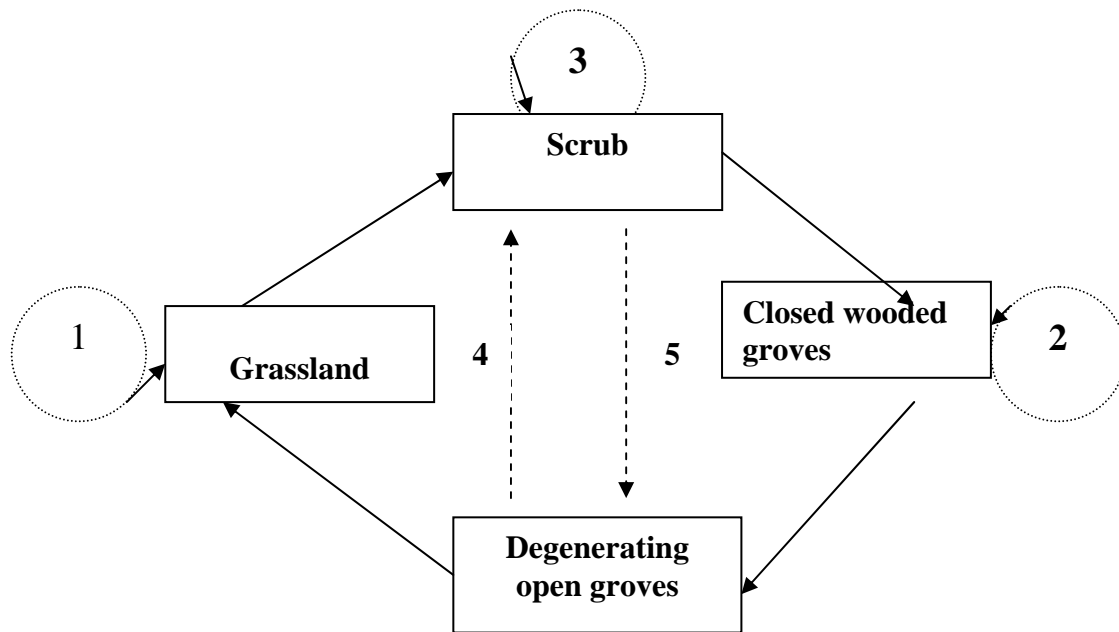 3
Scrub
1
Grassland
4
5
Closed wooded
groves
2
Degenerating
open groves